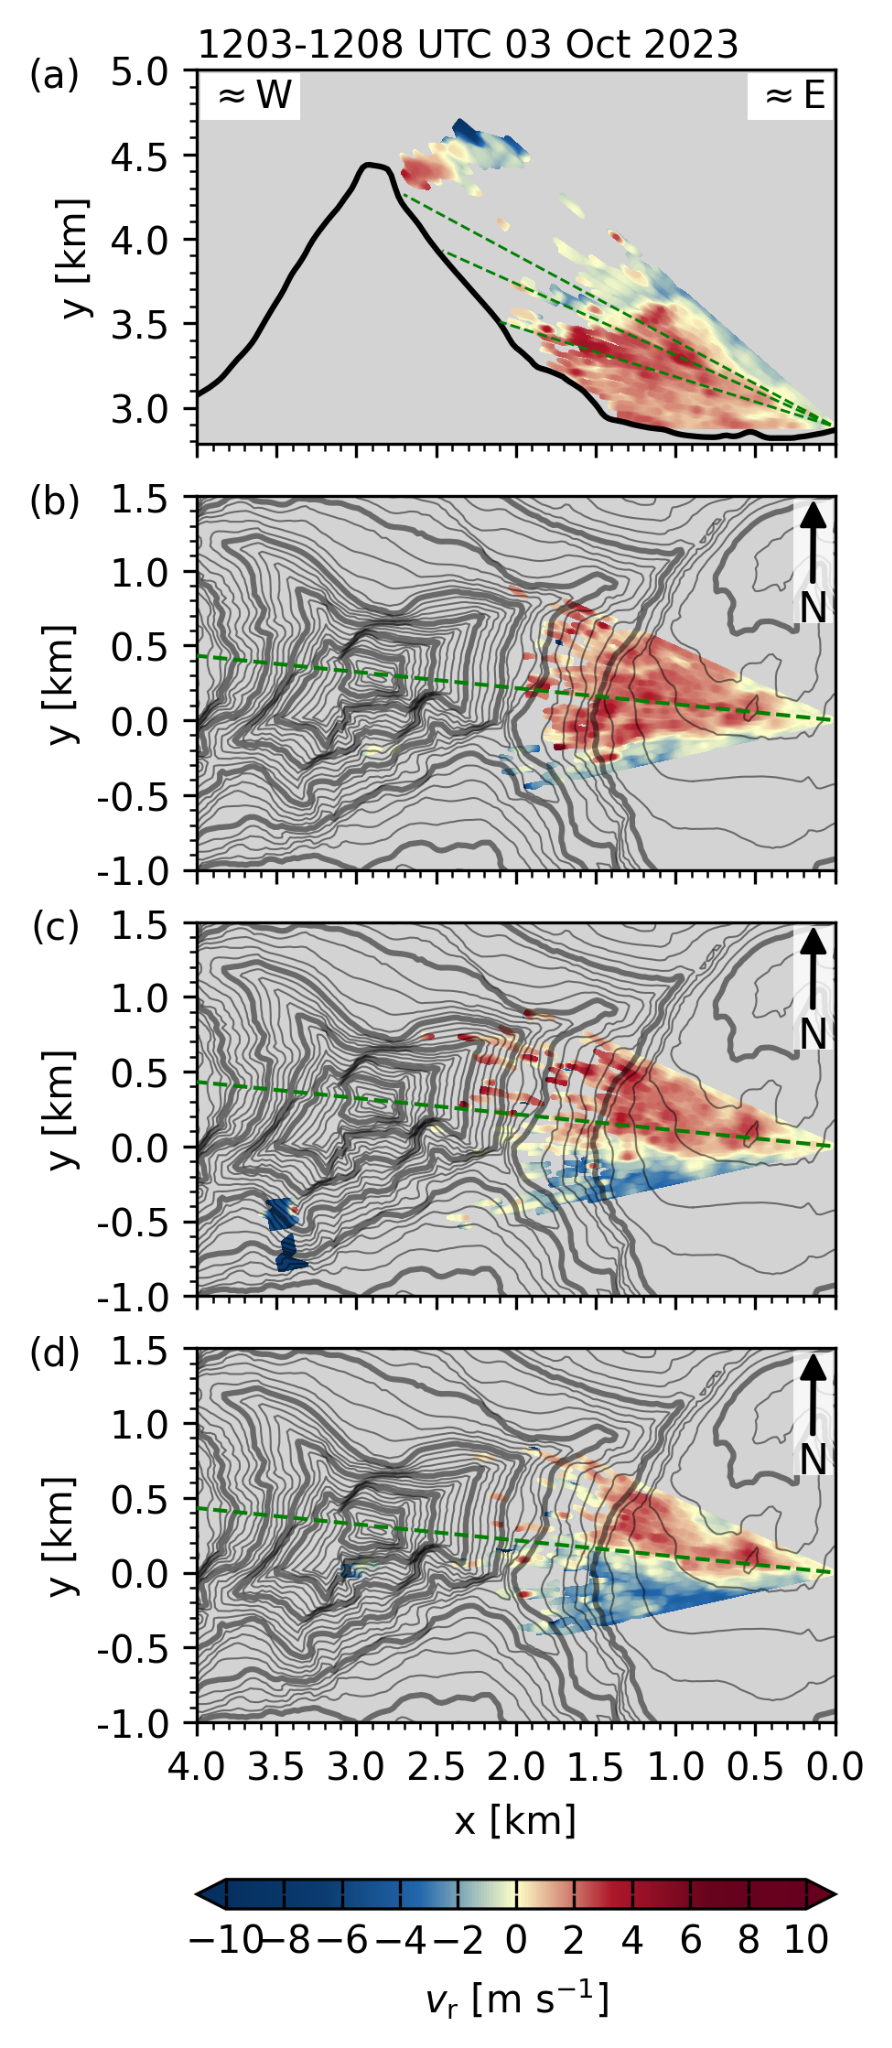 1203-1208 UTC 03 Oct 2023
(a)
≈W
≈E
5.0
4.5
4.0
3.5
3.0
y [km]
(b)
1.5
1.0
0.5
0.0
-0.5
-1.0
y [km]
N
(c)
1.5
1.0
0.5
0.0
-0.5
-1.0
y [km]
N
(d)
1.5
1.0
0.5
0.0
-0.5
-1.0
y [km]
N
4.0 3.5 3.0 2.5 2.0 1.5 1.0 0.5 0.0
x [km]
−10 −8 −6 −4 −2 0 2 4 6 8 10
vr [m s⁻¹]